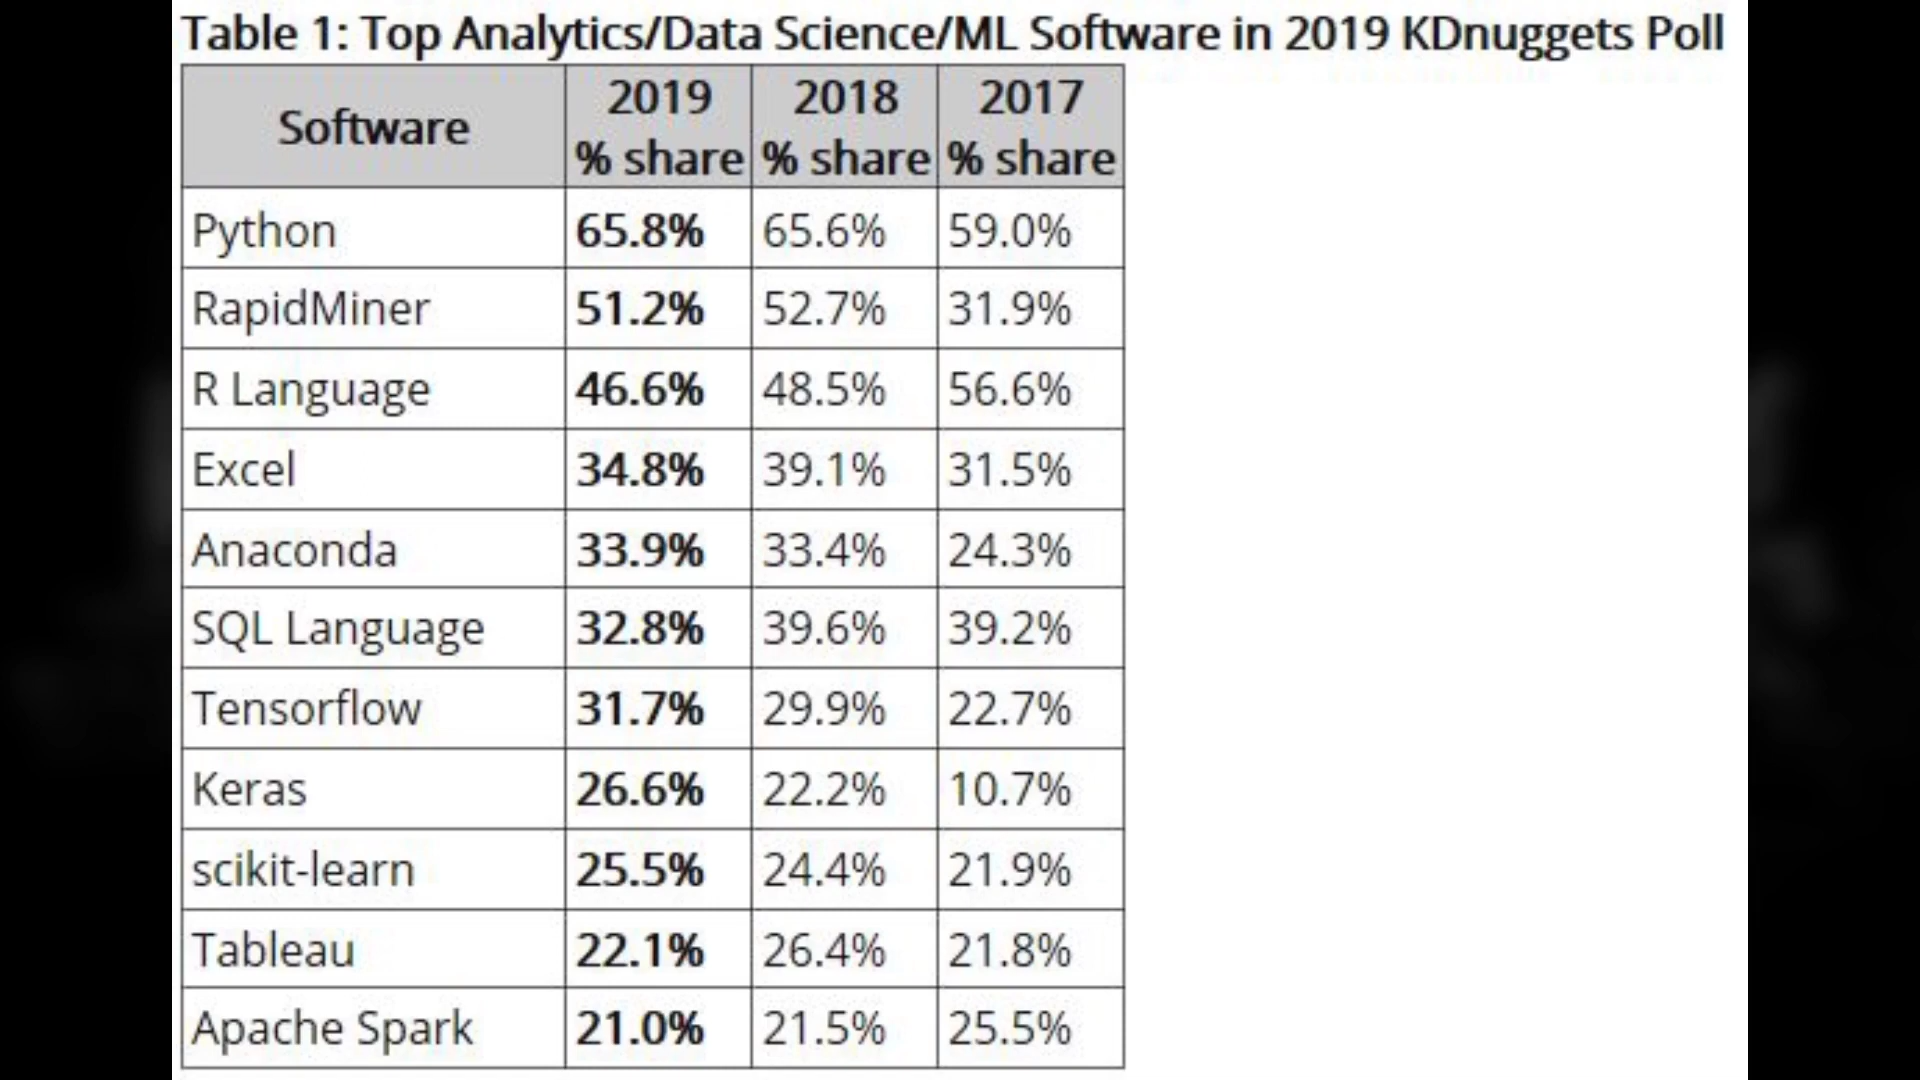 Table 1: Top Analytics/Data Science/ML Software in 2019 KDnuggets Poll
Software 2019 % share 2018 % share 2017 % share
Python 65.8% 65.6% 59.0%
RapidMiner 51.2% 52.7% 31.9%
R Language 46.6% 48.5% 56.6%
Excel 34.8% 39.1% 31.5%
Anaconda 33.9% 33.4% 24.3%
SQL Language 32.8% 39.6% 39.2%
Tensorflow 31.7% 29.9% 22.7%
Keras 26.6% 22.2% 10.7%
scikit-learn 25.5% 24.4% 21.9%
Tableau 22.1% 26.4% 21.8%
Apache Spark 21.0% 21.5% 25.5%